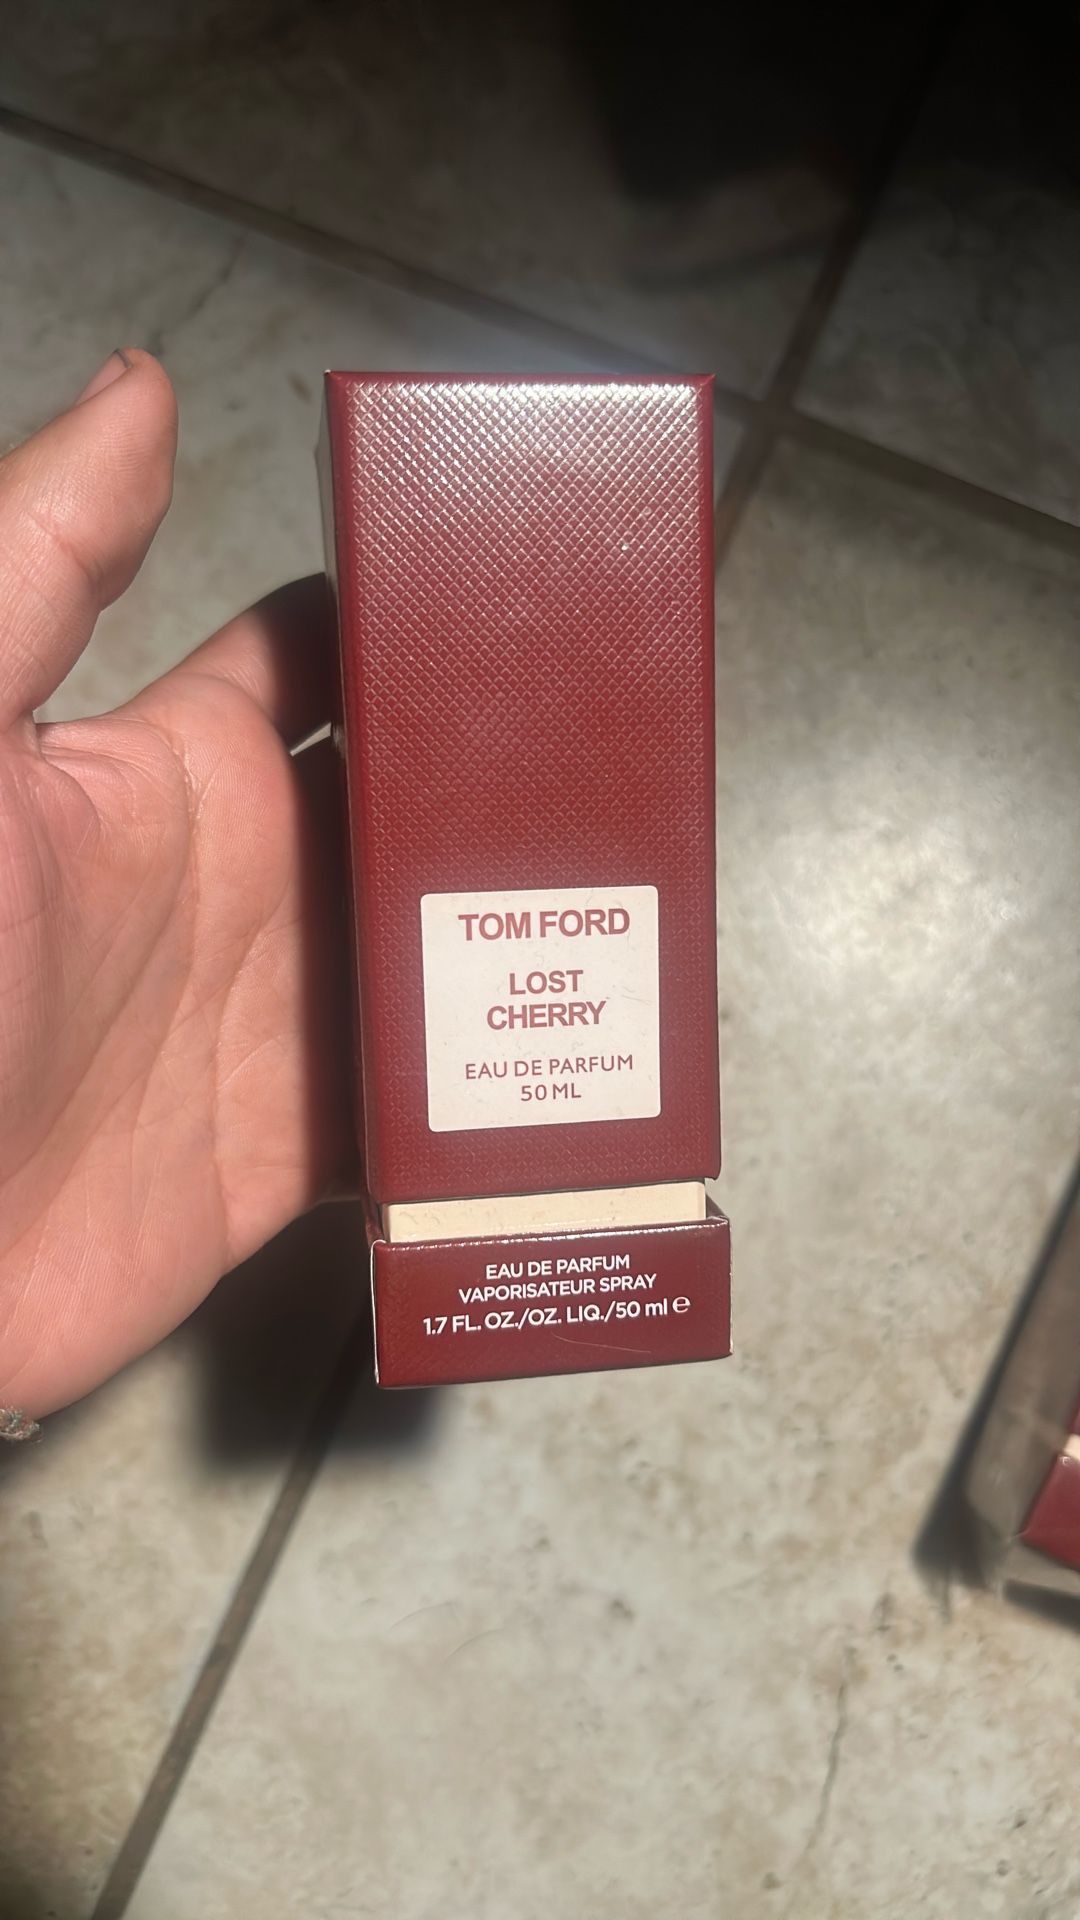 TOM FORD
LOST
CHERRY
EAU DE PARFUM
50 ML
EAU DE PARFUM
VAPORISATEUR SPRAY
1.7 FL. OZ./OZ. LIQ./50 ml ℮